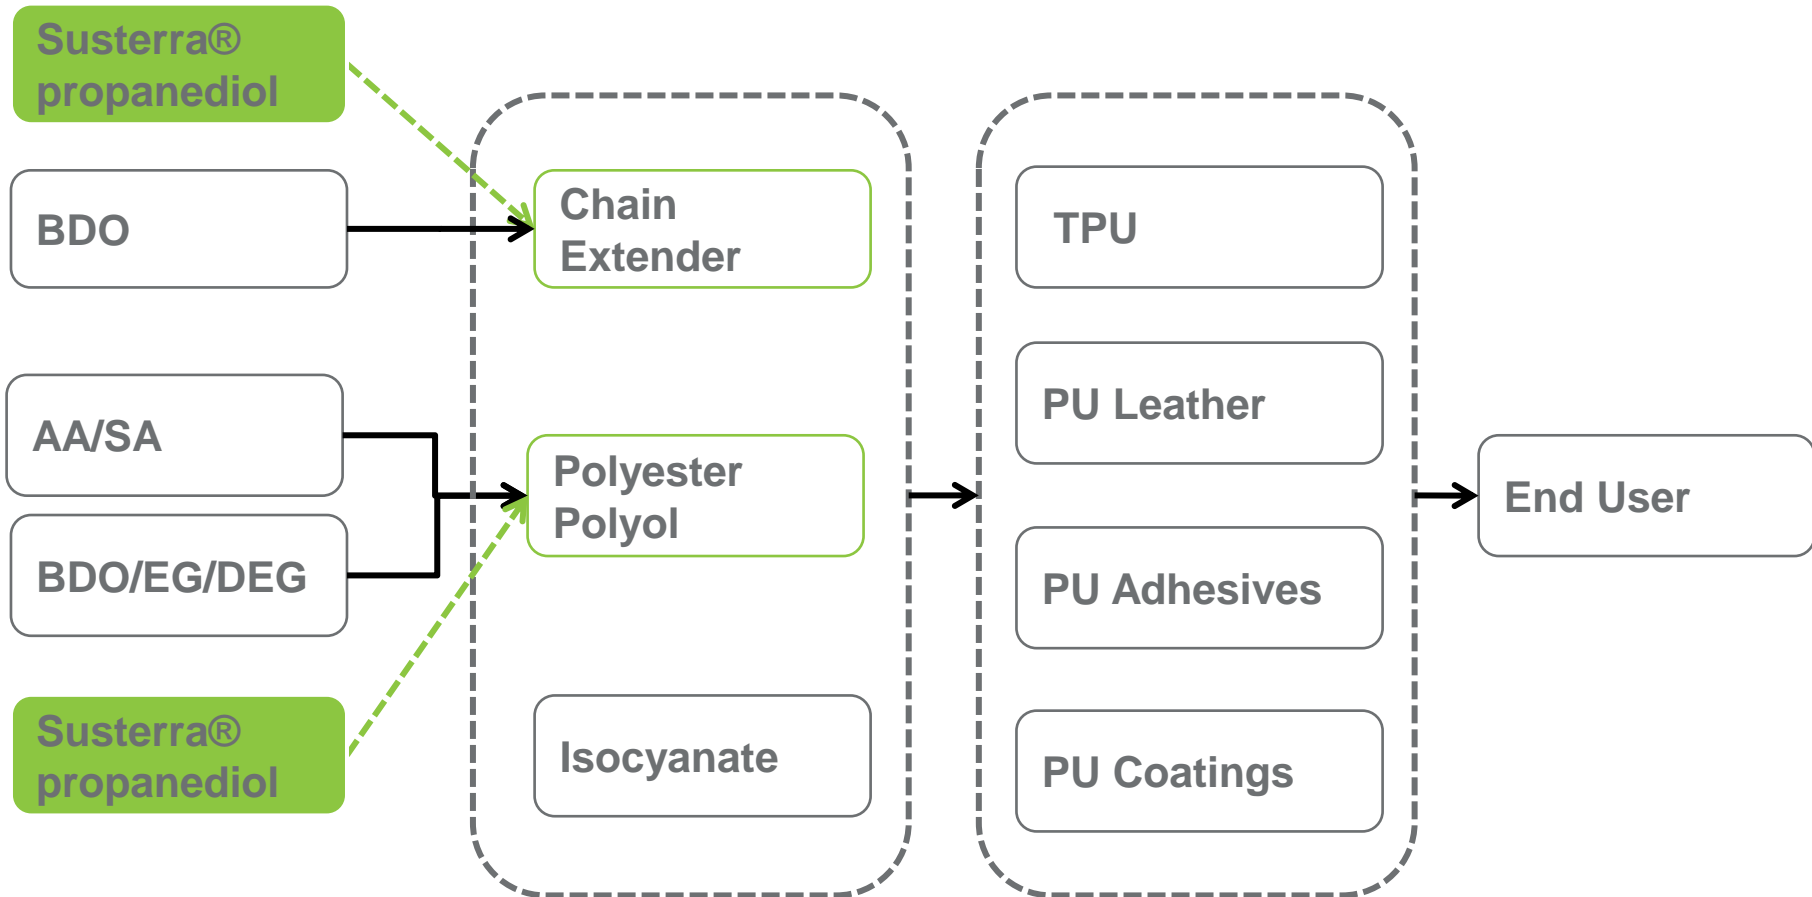 Susterra®
propanediol
BDO
AA/SA
BDO/EG/DEG
Susterra®
propanediol
Chain
Extender
Polyester
Polyol
Isocyanate
TPU
PU Leather
PU Adhesives
PU Coatings
End User